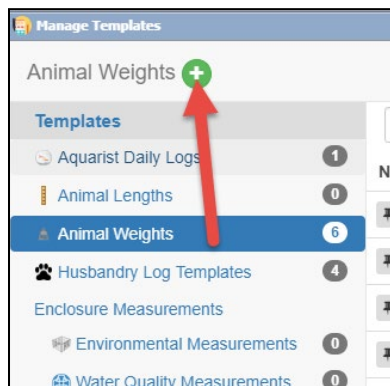 Manage Templates
Animal Weights
Templates
Aquarist Daily Logs 1
N
Animal Lengths 0
Animal Weights 6
Husbandry Log Templates 4
Enclosure Measurements
Environmental Measurements 0
Water Quality Measurements 0